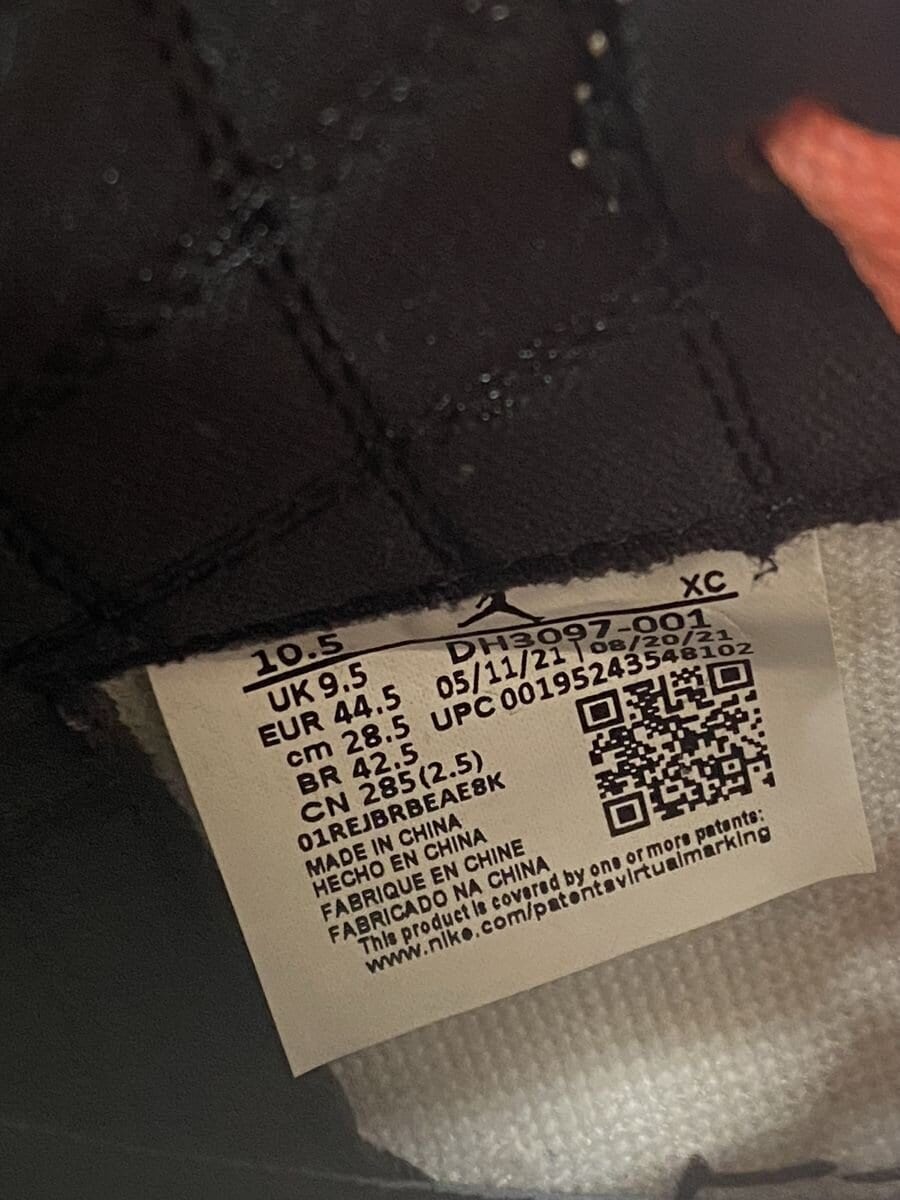 10.5 XC
UK 9.5 DH3097-001
EUR 44.5 05/11/21 08/20/21
cm 28.5 UPC 00195243548102
BR 42.5
CN 285(2.5)
01REJBRBEAE8K
MADE IN CHINA
HECHO EN CHINA
FABRIQUE EN CHINE
FABRICADO NA CHINA
This product is covered by one or more patents:
www.nike.com/patentsvirtualmarking